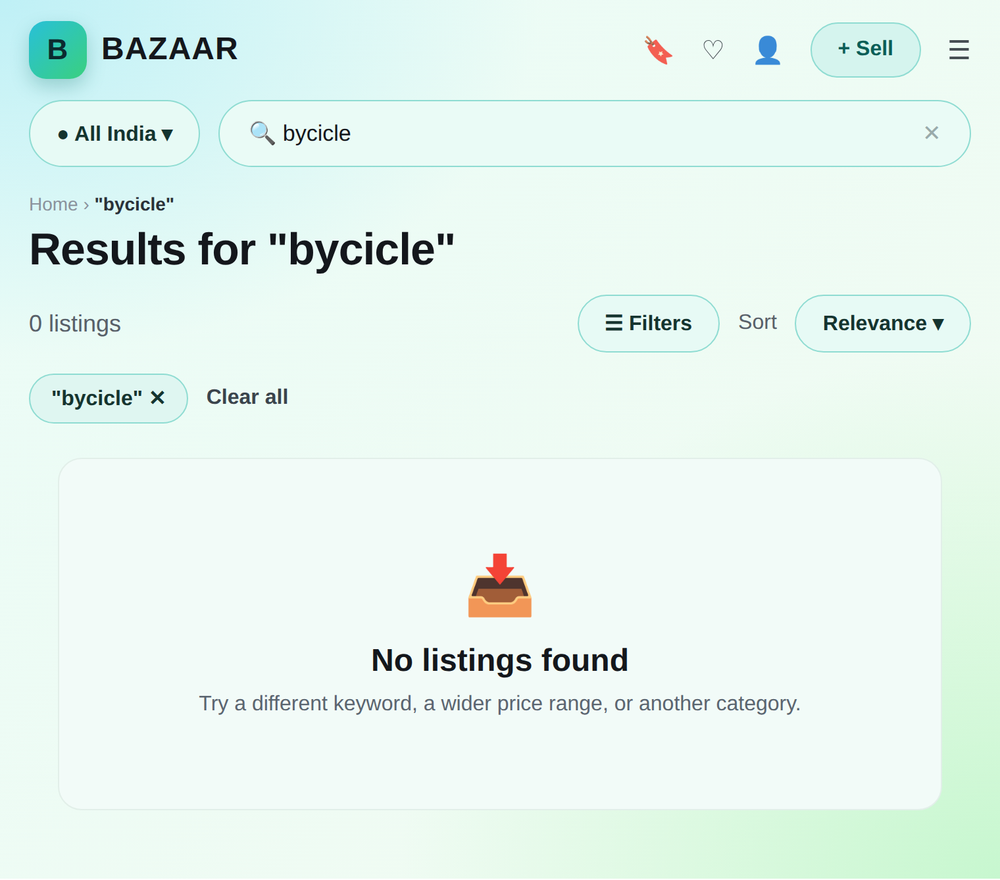 B BAZAAR + Sell
● All India ▾ bycicle ✕
Home › "bycicle"
Results for "bycicle"
0 listings ☰ Filters Sort Relevance ▾
"bycicle" ✕ Clear all
No listings found
Try a different keyword, a wider price range, or another category.